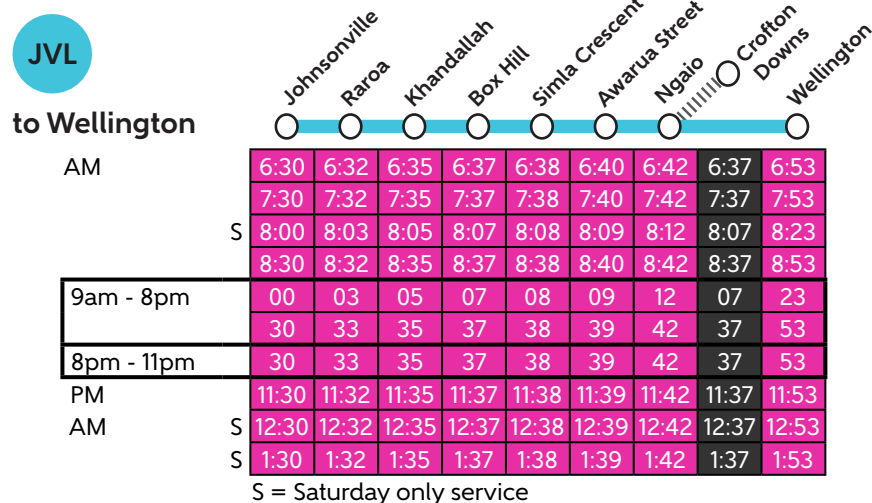 JVL
to Wellington
Johnsonville Raroa Khandallah Box Hill Simla Crescent Awarua Street Ngaio Crofton Downs Wellington
AM 6:30 6:32 6:35 6:37 6:38 6:40 6:42 6:37 6:53
7:30 7:32 7:35 7:37 7:38 7:40 7:42 7:37 7:53
S 8:00 8:03 8:05 8:07 8:08 8:09 8:12 8:07 8:23
8:30 8:32 8:35 8:37 8:38 8:40 8:42 8:37 8:53
9am - 8pm 00 03 05 07 08 09 12 07 23
30 33 35 37 38 39 42 37 53
8pm - 11pm 30 33 35 37 38 39 42 37 53
PM 11:30 11:32 11:35 11:37 11:38 11:39 11:42 11:37 11:53
AM S 12:30 12:32 12:35 12:37 12:38 12:39 12:42 12:37 12:53
S 1:30 1:32 1:35 1:37 1:38 1:39 1:42 1:37 1:53
S = Saturday only service